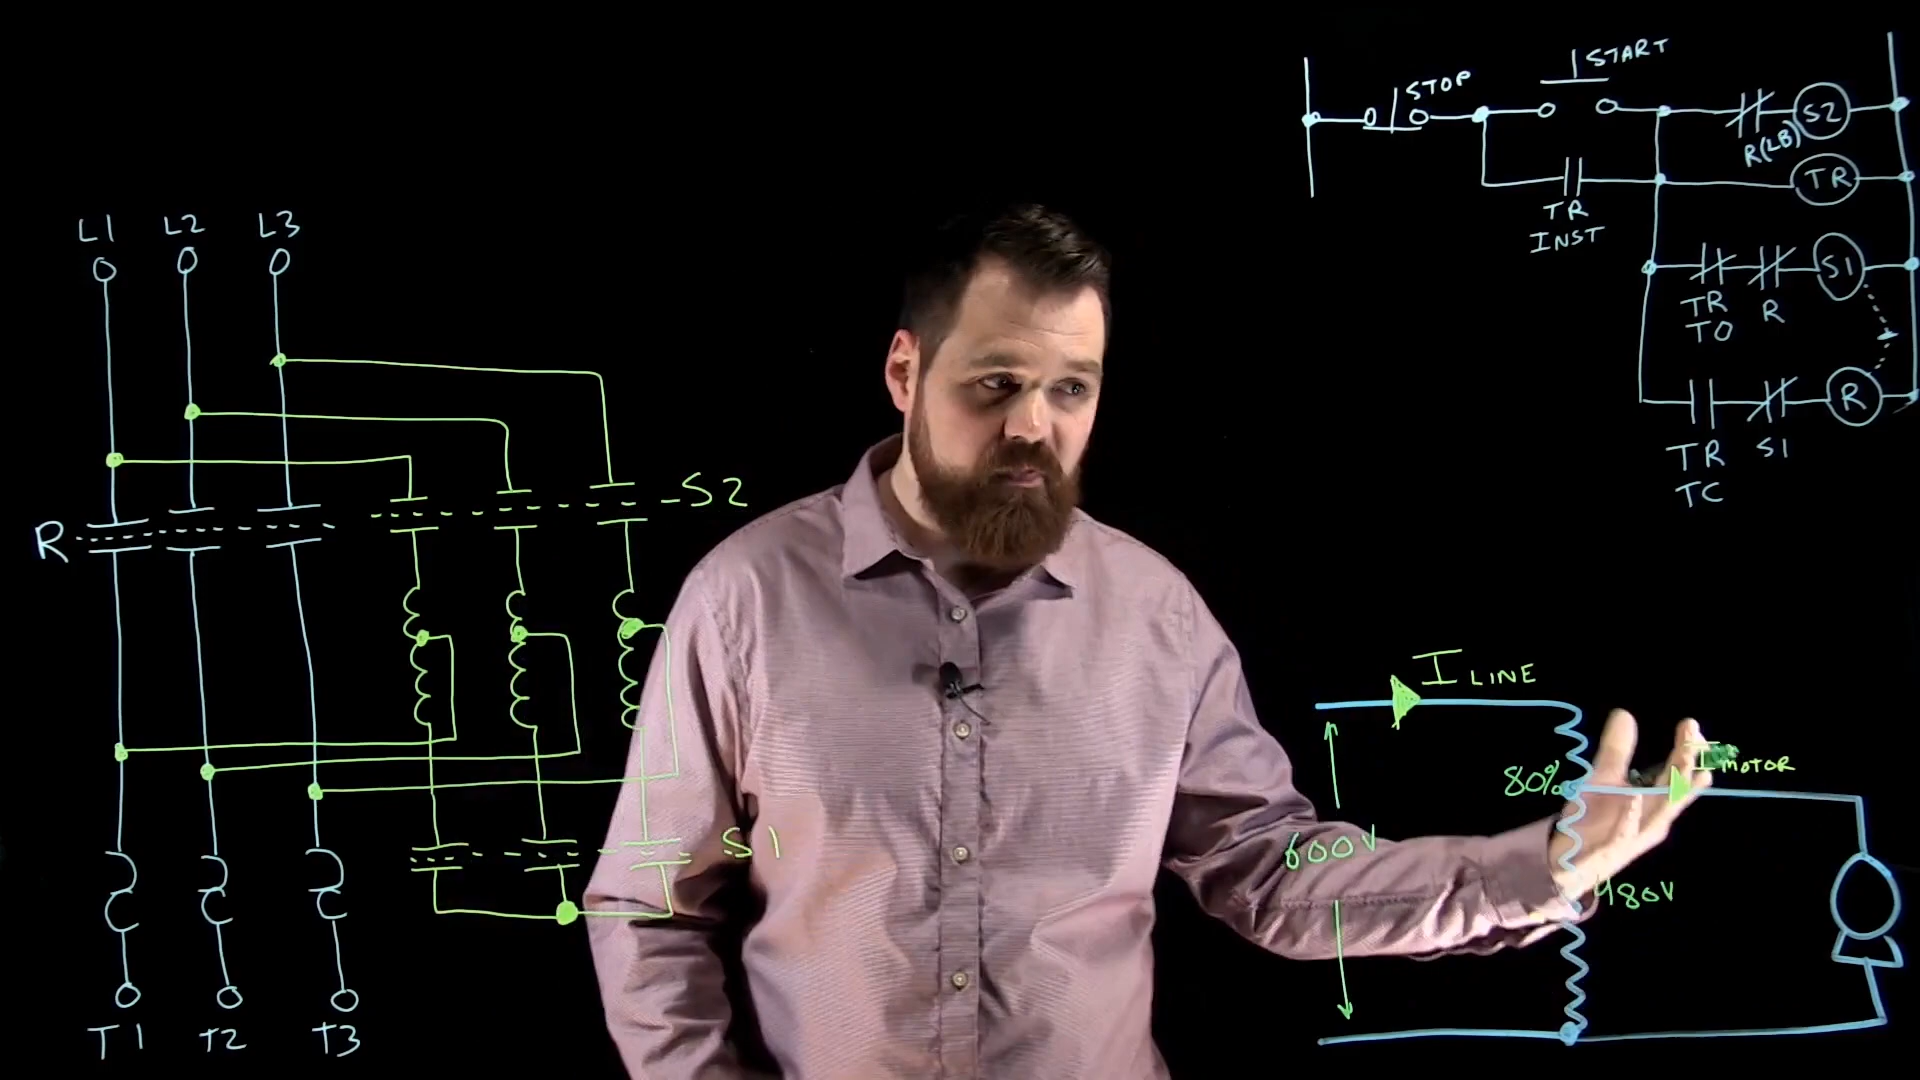 L1 L2 L3
R
S2
S1
T1 T2 T3
STOP
START
R(LB)
S2
TR
INST
TR
TR
TO
R
S1
TR
TC
S1
R
I LINE
80%
I MOTOR
600V
480V